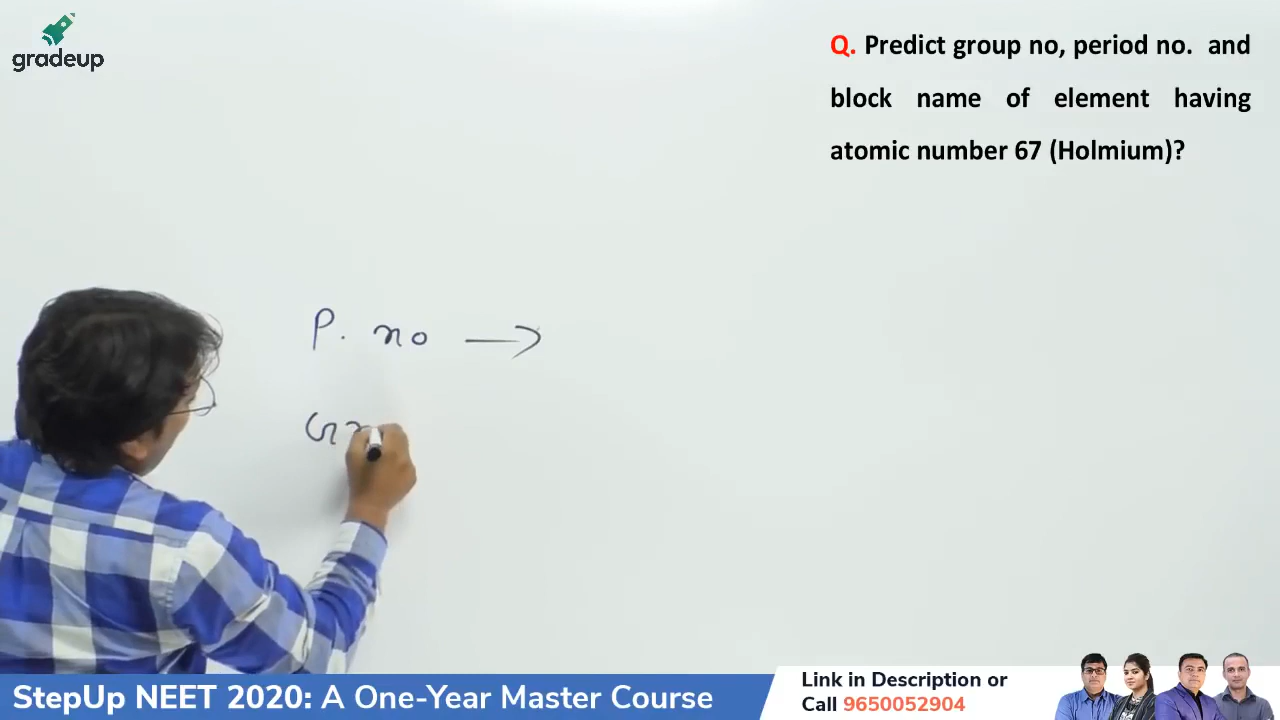 gradeup
Q. Predict group no, period no. and
block name of element having
atomic number 67 (Holmium)?
P. no →
Gr
StepUp NEET 2020: A One-Year Master Course
Link in Description or
Call 9650052904